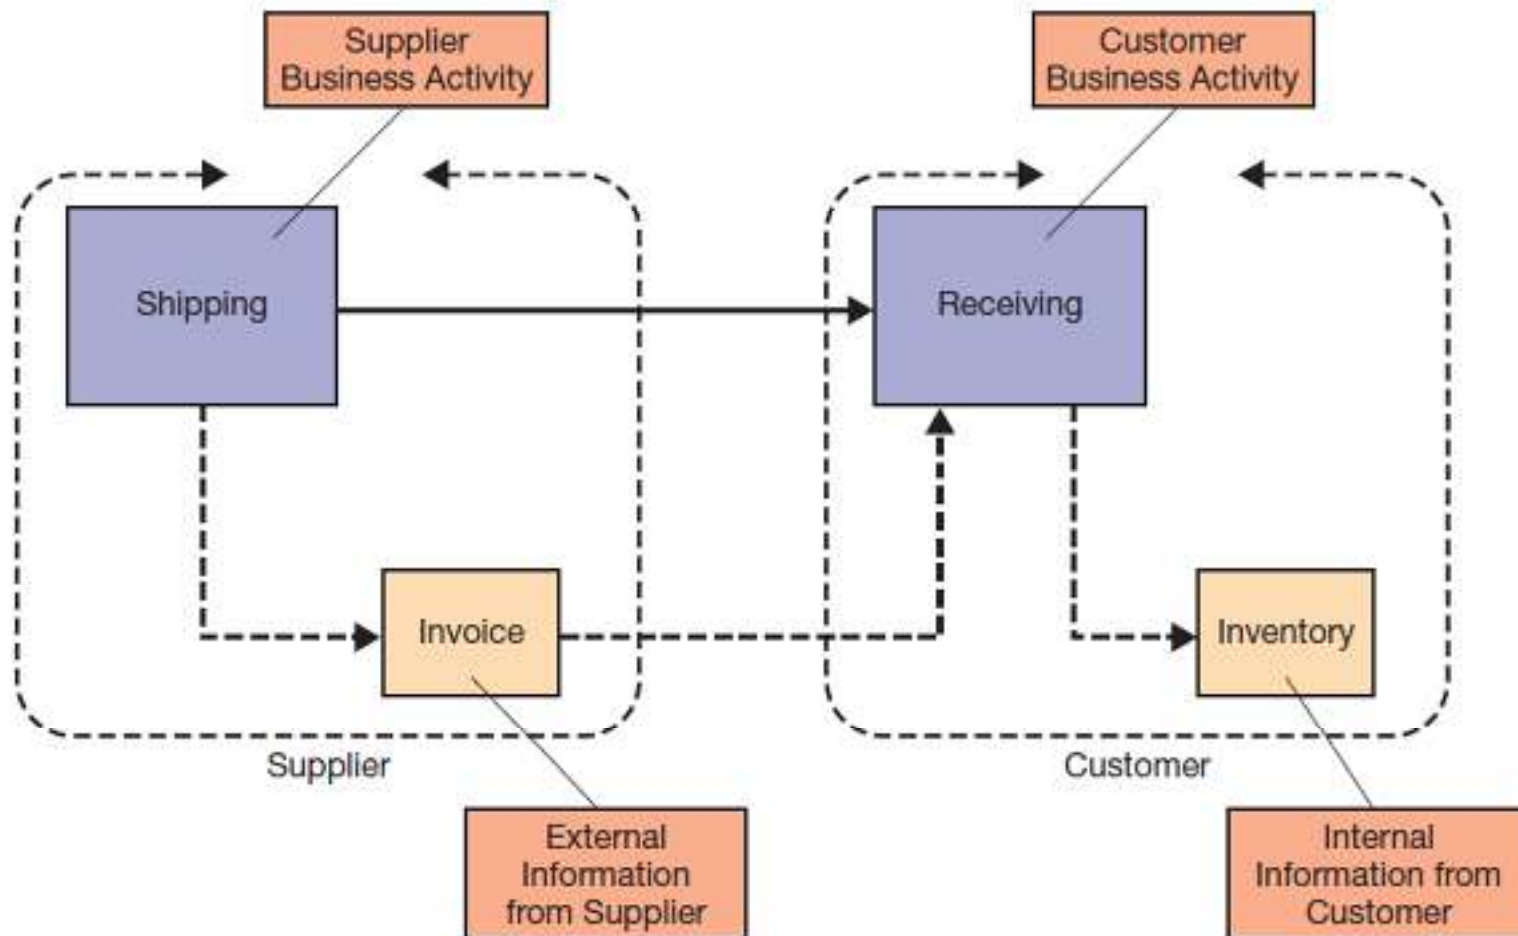 Supplier
Business Activity
Customer
Business Activity
Shipping
Receiving
Invoice
Inventory
Supplier
Customer
External
Information
from Supplier
Internal
Information from
Customer